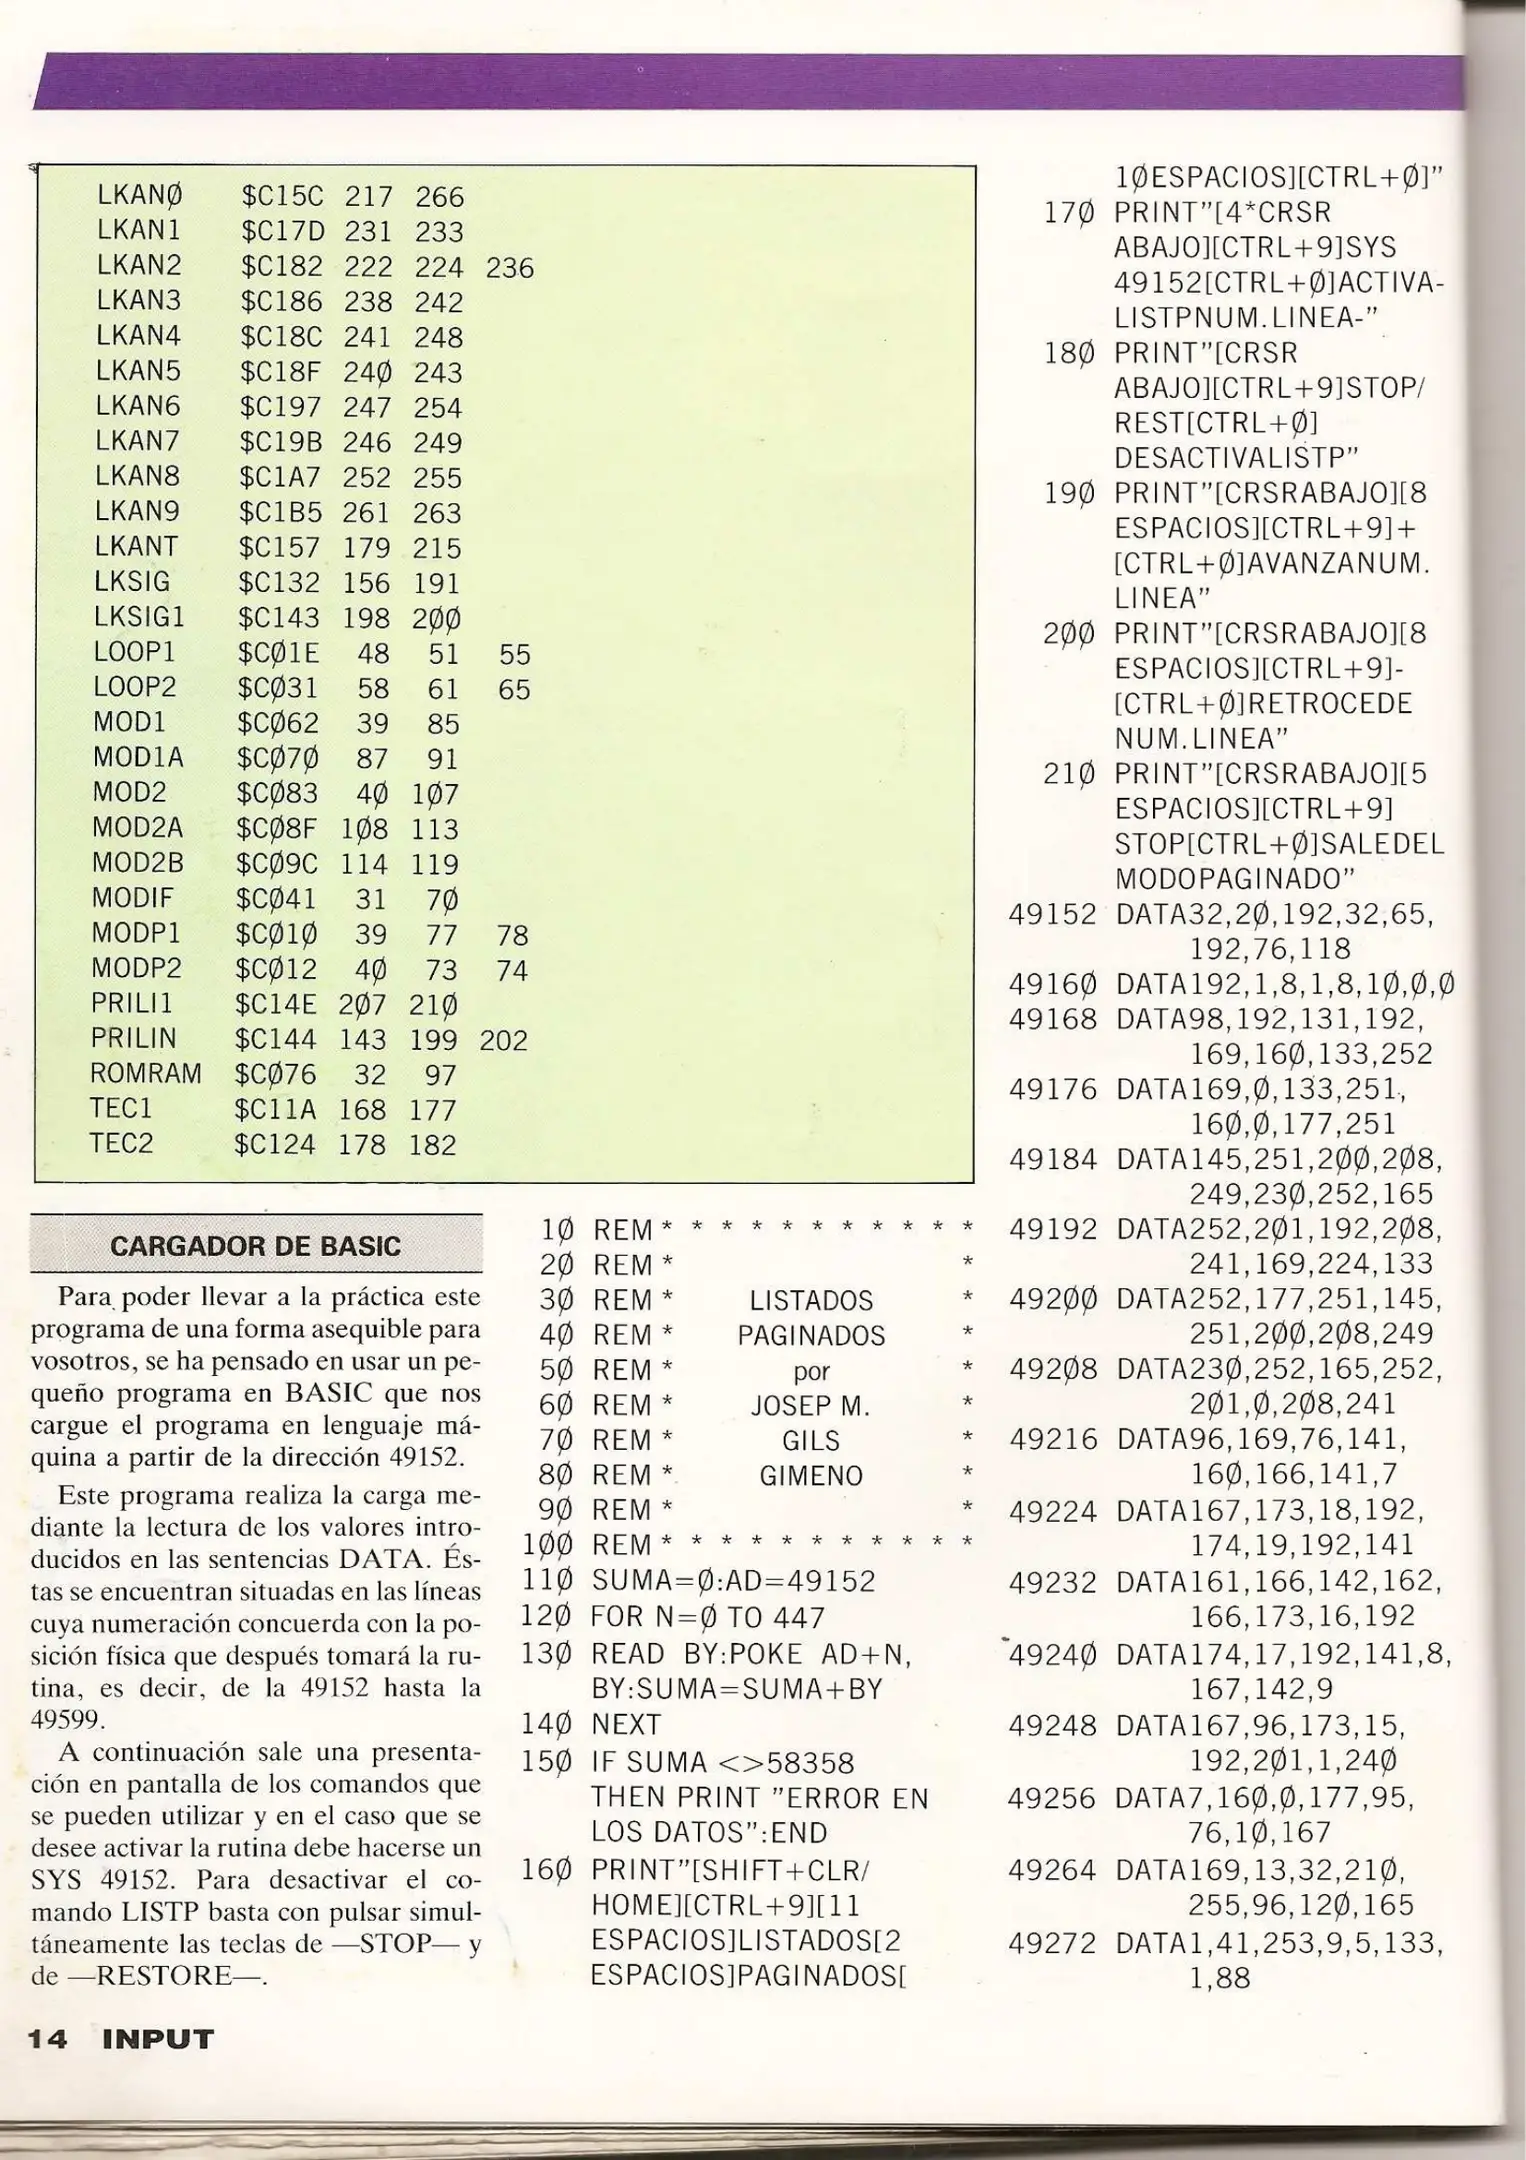 LKANØ $C15C 217 266
LKAN1 $C17D 231 233
LKAN2 $C182 222 224 236
LKAN3 $C186 238 242
LKAN4 $C18C 241 248
LKAN5 $C18F 24Ø 243
LKAN6 $C197 247 254
LKAN7 $C19B 246 249
LKAN8 $C1A7 252 255
LKAN9 $C1B5 261 263
LKANT $C157 179 215
LKSIG $C132 156 191
LKSIG1 $C143 198 2ØØ
LOOP1 $CØ1E 48 51 55
LOOP2 $CØ31 58 61 65
MOD1 $CØ62 39 85
MOD1A $CØ7Ø 87 91
MOD2 $CØ83 4Ø 1Ø7
MOD2A $CØ8F 1Ø8 113
MOD2B $CØ9C 114 119
MODIF $CØ41 31 7Ø
MODP1 $CØ1Ø 39 77 78
MODP2 $CØ12 4Ø 73 74
PRILI1 $C14E 2Ø7 21Ø
PRILIN $C144 143 199 202
ROMRAM $CØ76 32 97
TEC1 $C11A 168 177
TEC2 $C124 178 182
CARGADOR DE BASIC
Para poder llevar a la práctica este
programa de una forma asequible para
vosotros, se ha pensado en usar un pe-
queño programa en BASIC que nos
cargue el programa en lenguaje má-
quina a partir de la dirección 49152.
Este programa realiza la carga me-
diante la lectura de los valores intro-
ducidos en las sentencias DATA. És-
tas se encuentran situadas en las líneas
cuya numeración concuerda con la po-
sición física que después tomará la ru-
tina, es decir, de la 49152 hasta la
49599.
A continuación sale una presenta-
ción en pantalla de los comandos que
se pueden utilizar y en el caso que se
desee activar la rutina debe hacerse un
SYS 49152. Para desactivar el co-
mando LISTP basta con pulsar simul-
táneamente las teclas de —STOP— y
de —RESTORE—.
1Ø REM * * * * * * * * * * *
2Ø REM * *
3Ø REM * LISTADOS *
4Ø REM * PAGINADOS *
5Ø REM * por *
6Ø REM * JOSEP M. *
7Ø REM * GILS *
8Ø REM * GIMENO *
9Ø REM * *
1ØØ REM * * * * * * * * * * *
11Ø SUMA=Ø:AD=49152
12Ø FOR N=Ø TO 447
13Ø READ BY:POKE AD+N,
BY:SUMA=SUMA+BY
14Ø NEXT
15Ø IF SUMA <>58358
THEN PRINT "ERROR EN
LOS DATOS":END
16Ø PRINT"[SHIFT+CLR/
HOME][CTRL+9][11
ESPACIOS]LISTADOS[2
ESPACIOS]PAGINADOS[
1ØESPACIOS][CTRL+Ø]"
17Ø PRINT"[4*CRSR
ABAJO][CTRL+9]SYS
49152[CTRL+Ø]ACTIVA-
LISTPNUM.LINEA-"
18Ø PRINT"[CRSR
ABAJO][CTRL+9]STOP/
REST[CTRL+Ø]
DESACTIVALISTP"
19Ø PRINT"[CRSRABAJO][8
ESPACIOS][CTRL+9]+
[CTRL+Ø]AVANZANUM.
LINEA"
2ØØ PRINT"[CRSRABAJO][8
ESPACIOS][CTRL+9]-
[CTRL+Ø]RETROCEDE
NUM.LINEA"
21Ø PRINT"[CRSRABAJO][5
ESPACIOS][CTRL+9]
STOP[CTRL+Ø]SALEDEL
MODOPAGINADO"
49152 DATA32,2Ø,192,32,65,
192,76,118
4916Ø DATA192,1,8,1,8,1Ø,Ø,Ø
49168 DATA98,192,131,192,
169,16Ø,133,252
49176 DATA169,Ø,133,251,
16Ø,Ø,177,251
49184 DATA145,251,2ØØ,2Ø8,
249,23Ø,252,165
49192 DATA252,2Ø1,192,2Ø8,
241,169,224,133
492ØØ DATA252,177,251,145,
251,2ØØ,2Ø8,249
492Ø8 DATA23Ø,252,165,252,
2Ø1,Ø,2Ø8,241
49216 DATA96,169,76,141,
16Ø,166,141,7
49224 DATA167,173,18,192,
174,19,192,141
49232 DATA161,166,142,162,
166,173,16,192
4924Ø DATA174,17,192,141,8,
167,142,9
49248 DATA167,96,173,15,
192,2Ø1,1,24Ø
49256 DATA7,16Ø,Ø,177,95,
76,1Ø,167
49264 DATA169,13,32,21Ø,
255,96,12Ø,165
49272 DATA1,41,253,9,5,133,
1,88
14 INPUT